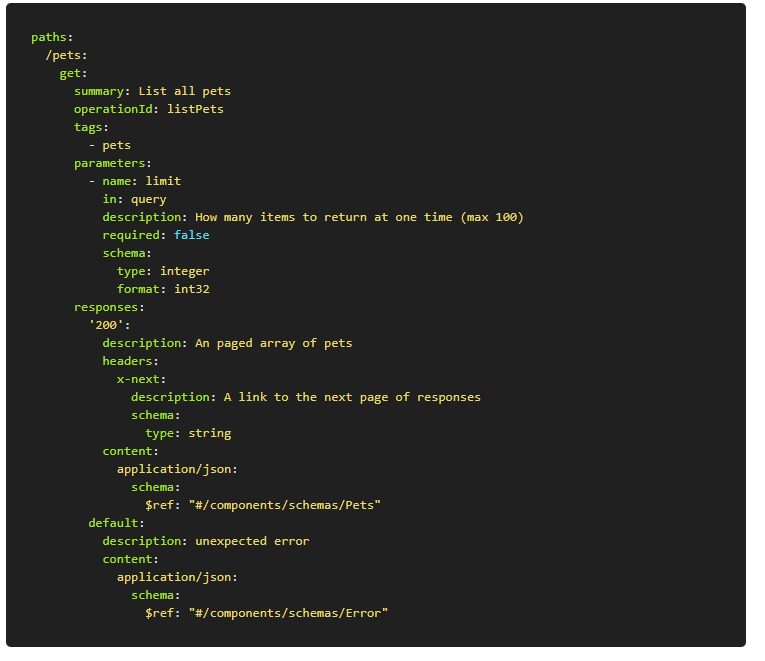 paths:
  /pets:
    get:
      summary: List all pets
      operationId: listPets
      tags:
        - pets
      parameters:
        - name: limit
          in: query
          description: How many items to return at one time (max 100)
          required: false
          schema:
            type: integer
            format: int32
      responses:
        '200':
          description: An paged array of pets
          headers:
            x-next:
              description: A link to the next page of responses
              schema:
                type: string
          content:
            application/json:
              schema:
                $ref: "#/components/schemas/Pets"
        default:
          description: unexpected error
          content:
            application/json:
              schema:
                $ref: "#/components/schemas/Error"